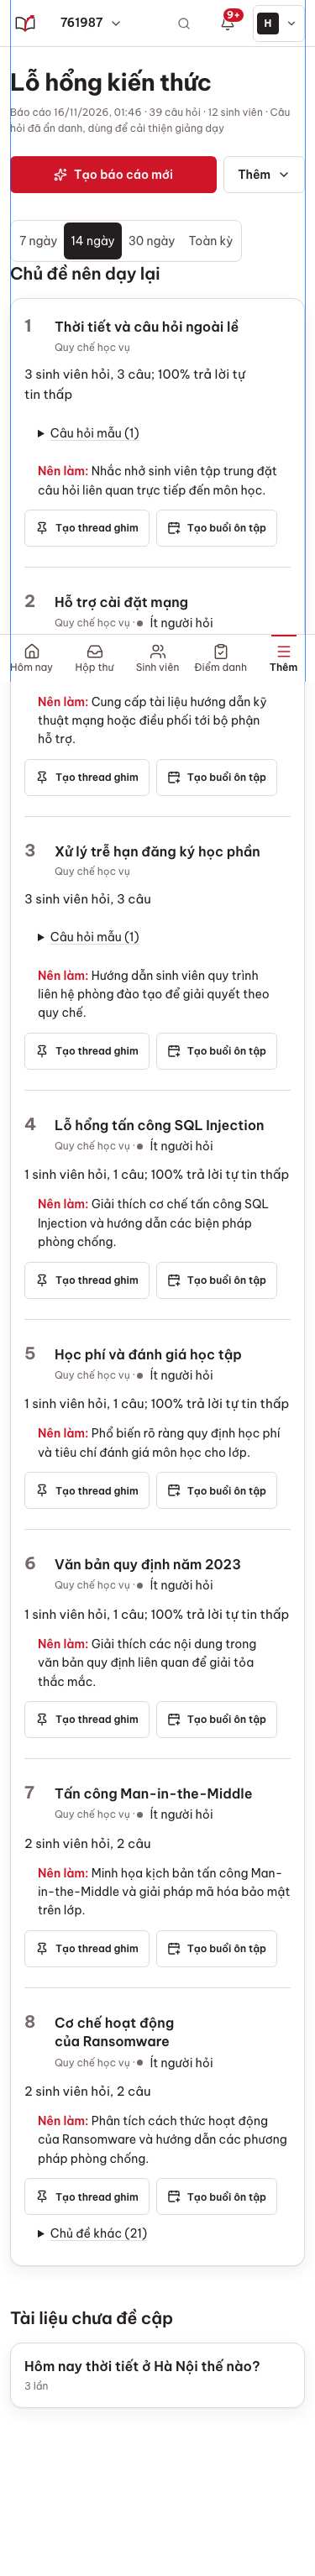 761987
9+
H
Lỗ hổng kiến thức
Báo cáo 16/11/2026, 01:46 · 39 câu hỏi · 12 sinh viên · Câu
hỏi đã ẩn danh, dùng để cải thiện giảng dạy
Tạo báo cáo mới
Thêm
7 ngày
14 ngày
30 ngày
Toàn kỳ
Chủ đề nên dạy lại
1
Thời tiết và câu hỏi ngoài lề
Quy chế học vụ
3 sinh viên hỏi, 3 câu; 100% trả lời tự
tin thấp
Câu hỏi mẫu (1)
Nên làm: Nhắc nhở sinh viên tập trung đặt
câu hỏi liên quan trực tiếp đến môn học.
Tạo thread ghim
Tạo buổi ôn tập
2
Hỗ trợ cài đặt mạng
Quy chế học vụ · Ít người hỏi
Hôm nay
Hộp thư
Sinh viên
Điểm danh
Thêm
Nên làm: Cung cấp tài liệu hướng dẫn kỹ
thuật mạng hoặc điều phối tới bộ phận
hỗ trợ.
Tạo thread ghim
Tạo buổi ôn tập
3
Xử lý trễ hạn đăng ký học phần
Quy chế học vụ
3 sinh viên hỏi, 3 câu
Câu hỏi mẫu (1)
Nên làm: Hướng dẫn sinh viên quy trình
liên hệ phòng đào tạo để giải quyết theo
quy chế.
Tạo thread ghim
Tạo buổi ôn tập
4
Lỗ hổng tấn công SQL Injection
Quy chế học vụ · Ít người hỏi
1 sinh viên hỏi, 1 câu; 100% trả lời tự tin thấp
Nên làm: Giải thích cơ chế tấn công SQL
Injection và hướng dẫn các biện pháp
phòng chống.
Tạo thread ghim
Tạo buổi ôn tập
5
Học phí và đánh giá học tập
Quy chế học vụ · Ít người hỏi
1 sinh viên hỏi, 1 câu; 100% trả lời tự tin thấp
Nên làm: Phổ biến rõ ràng quy định học phí
và tiêu chí đánh giá môn học cho lớp.
Tạo thread ghim
Tạo buổi ôn tập
6
Văn bản quy định năm 2023
Quy chế học vụ · Ít người hỏi
1 sinh viên hỏi, 1 câu; 100% trả lời tự tin thấp
Nên làm: Giải thích các nội dung trong
văn bản quy định liên quan để giải tỏa
thắc mắc.
Tạo thread ghim
Tạo buổi ôn tập
7
Tấn công Man-in-the-Middle
Quy chế học vụ · Ít người hỏi
2 sinh viên hỏi, 2 câu
Nên làm: Minh họa kịch bản tấn công Man-
in-the-Middle và giải pháp mã hóa bảo mật
trên lớp.
Tạo thread ghim
Tạo buổi ôn tập
8
Cơ chế hoạt động
của Ransomware
Quy chế học vụ · Ít người hỏi
2 sinh viên hỏi, 2 câu
Nên làm: Phân tích cách thức hoạt động
của Ransomware và hướng dẫn các phương
pháp phòng chống.
Tạo thread ghim
Tạo buổi ôn tập
Chủ đề khác (21)
Tài liệu chưa đề cập
Hôm nay thời tiết ở Hà Nội thế nào?
3 lần